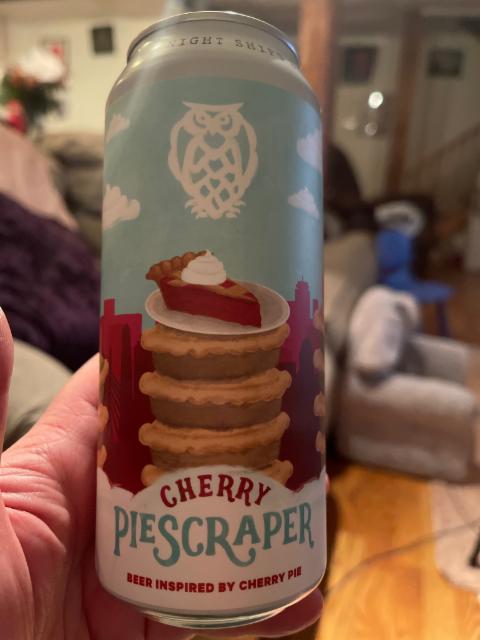 NIGHT SHIFT
CHERRY
PIESCRAPER
BEER INSPIRED BY CHERRY PIE